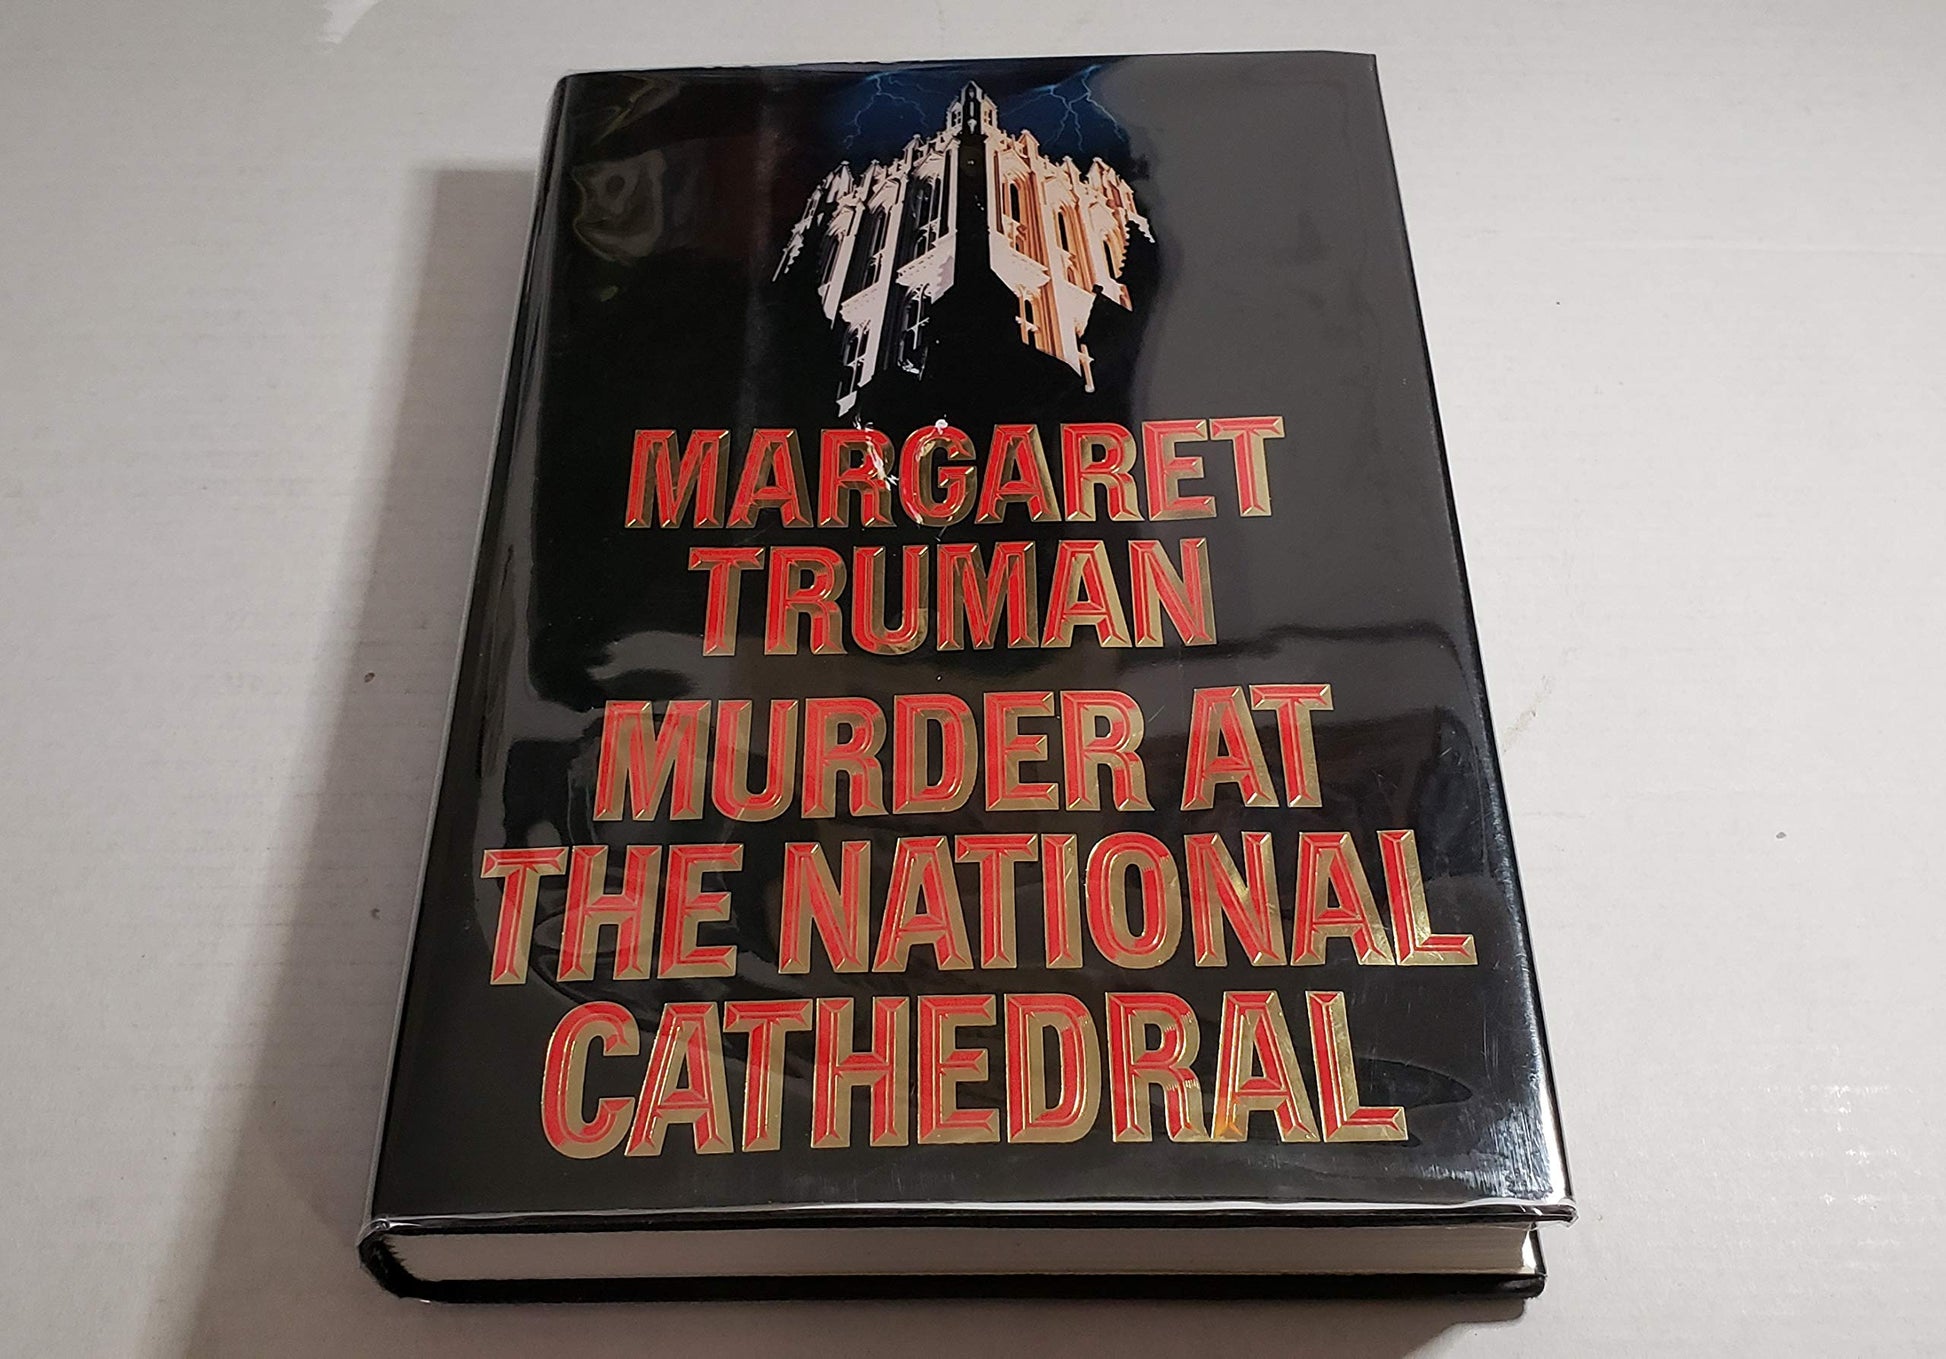 MARGARET
TRUMAN
MURDER AT
THE NATIONAL
CATHEDRAL